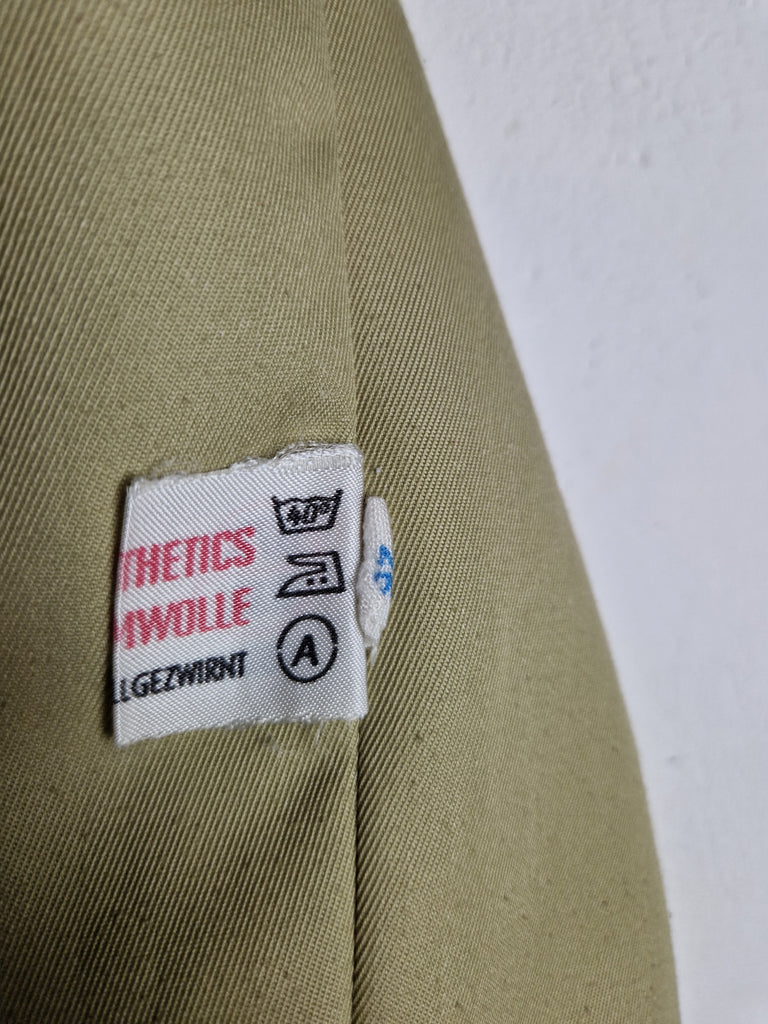 40°
THETICS
WOLLE
LLGEZWIRNT
A